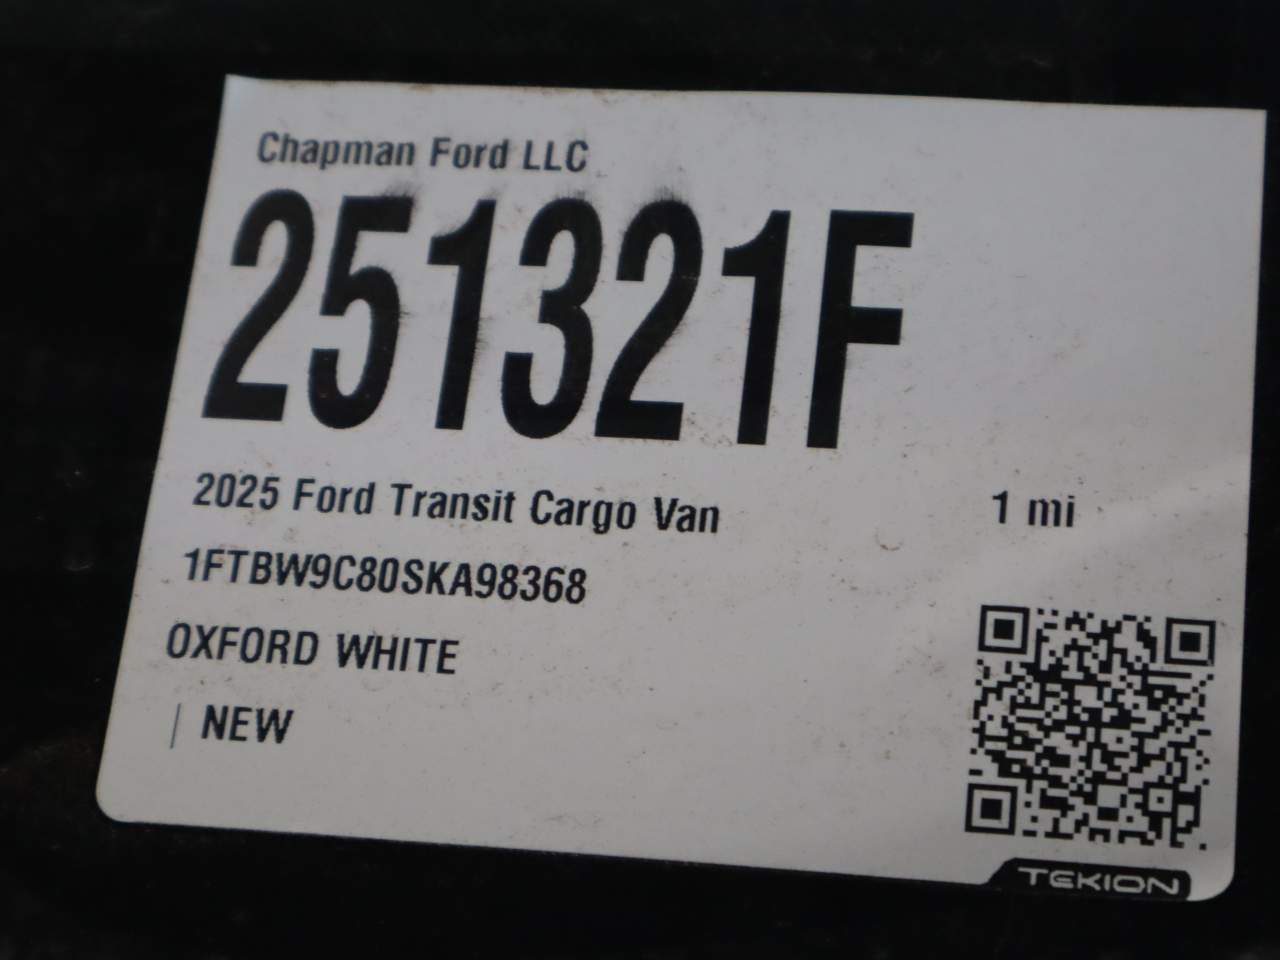 Chapman Ford LLC
251321F
2025 Ford Transit Cargo Van
1 mi
1FTBW9C80SKA98368
OXFORD WHITE
| NEW
TEKION